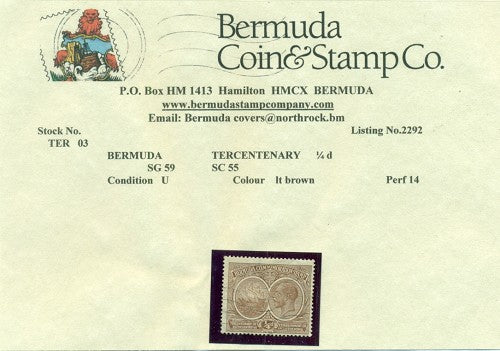 Bermuda
Coin&Stamp Co.
P.O. Box HM 1413 Hamilton HMCX BERMUDA
www.bermudastampcompany.com
Email: Bermuda covers@northrock.bm
Stock No. Listing No.2292
TER 03
BERMUDA TERCENTENARY ¼ d
SG 59 SC 55
Condition U Colour lt brown Perf 14